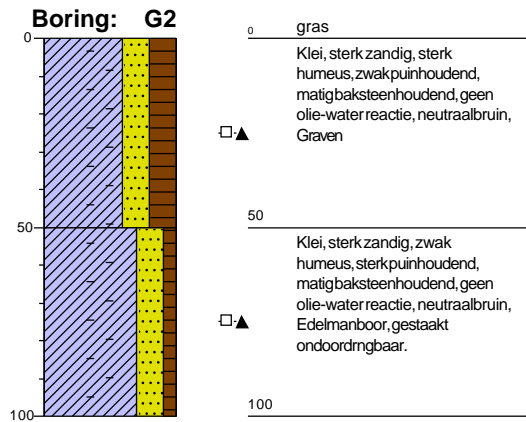 Boring: G2
0
0 gras
Klei, sterk zandig, sterk
humeus, zwak puinhoudend,
matig baksteenhoudend, geen
olie-water reactie, neutraalbruin,
Graven
50
50
Klei, sterk zandig, zwak
humeus, sterk puinhoudend,
matig baksteenhoudend, geen
olie-water reactie, neutraalbruin,
Edelmanboor, gestaakt
ondoordrngbaar.
100
100